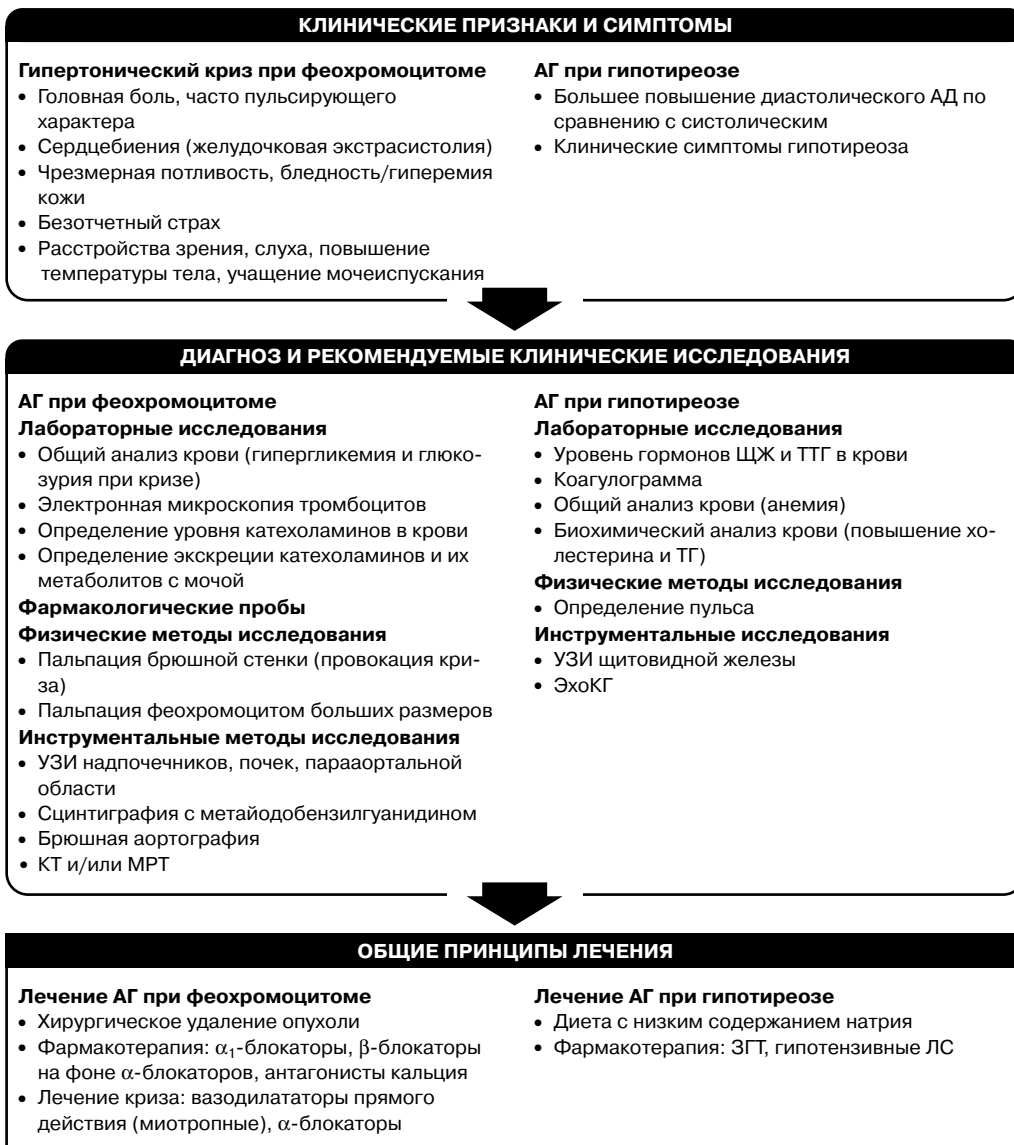 КЛИНИЧЕСКИЕ ПРИЗНАКИ И СИМПТОМЫ
Гипертонический криз при феохромоцитоме
• Головная боль, часто пульсирующего
характера
• Сердцебиения (желудочковая экстрасистолия)
• Чрезмерная потливость, бледность/гиперемия
кожи
• Безотчетный страх
• Расстройства зрения, слуха, повышение
температуры тела, учащение мочеиспускания
АГ при гипотиреозе
• Большее повышение диастолического АД по
сравнению с систолическим
• Клинические симптомы гипотиреоза
ДИАГНОЗ И РЕКОМЕНДУЕМЫЕ КЛИНИЧЕСКИЕ ИССЛЕДОВАНИЯ
АГ при феохромоцитоме
Лабораторные исследования
• Общий анализ крови (гипергликемия и глюко-
зурия при кризе)
• Электронная микроскопия тромбоцитов
• Определение уровня катехоламинов в крови
• Определение экскреции катехоламинов и их
метаболитов с мочой
Фармакологические пробы
Физические методы исследования
• Пальпация брюшной стенки (провокация кри-
за)
• Пальпация феохромоцитом больших размеров
Инструментальные методы исследования
• УЗИ надпочечников, почек, парааортальной
области
• Сцинтиграфия с метайодобензилгуанидином
• Брюшная аортография
• КТ и/или МРТ
АГ при гипотиреозе
Лабораторные исследования
• Уровень гормонов ЩЖ и ТТГ в крови
• Коагулограмма
• Общий анализ крови (анемия)
• Биохимический анализ крови (повышение хо-
лестерина и ТГ)
Физические методы исследования
• Определение пульса
Инструментальные исследования
• УЗИ щитовидной железы
• ЭхоКГ
ОБЩИЕ ПРИНЦИПЫ ЛЕЧЕНИЯ
Лечение АГ при феохромоцитоме
• Хирургическое удаление опухоли
• Фармакотерапия: α₁-блокаторы, β-блокаторы
на фоне α-блокаторов, антагонисты кальция
• Лечение криза: вазодилататоры прямого
действия (миотропные), α-блокаторы
Лечение АГ при гипотиреозе
• Диета с низким содержанием натрия
• Фармакотерапия: ЗГТ, гипотензивные ЛС